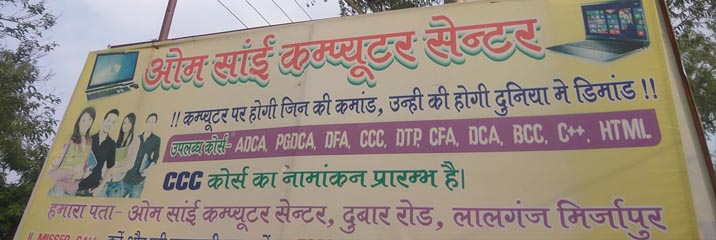 ओम सांई कम्प्यूटर सेन्टर
!! कम्प्यूटर पर होगी जिन की कमांड, उन्ही की होगी दुनिया मे डिमांड !!
उपलब्ध कोर्स- ADCA, PGDCA, DFA, CCC, DTP, CFA, DCA, BCC, C++, HTML
CCC कोर्स का नामांकन प्रारम्भ है।
हमारा पता- ओम सांई कम्प्यूटर सेन्टर, दुबार रोड, लालगंज मिर्जापुर